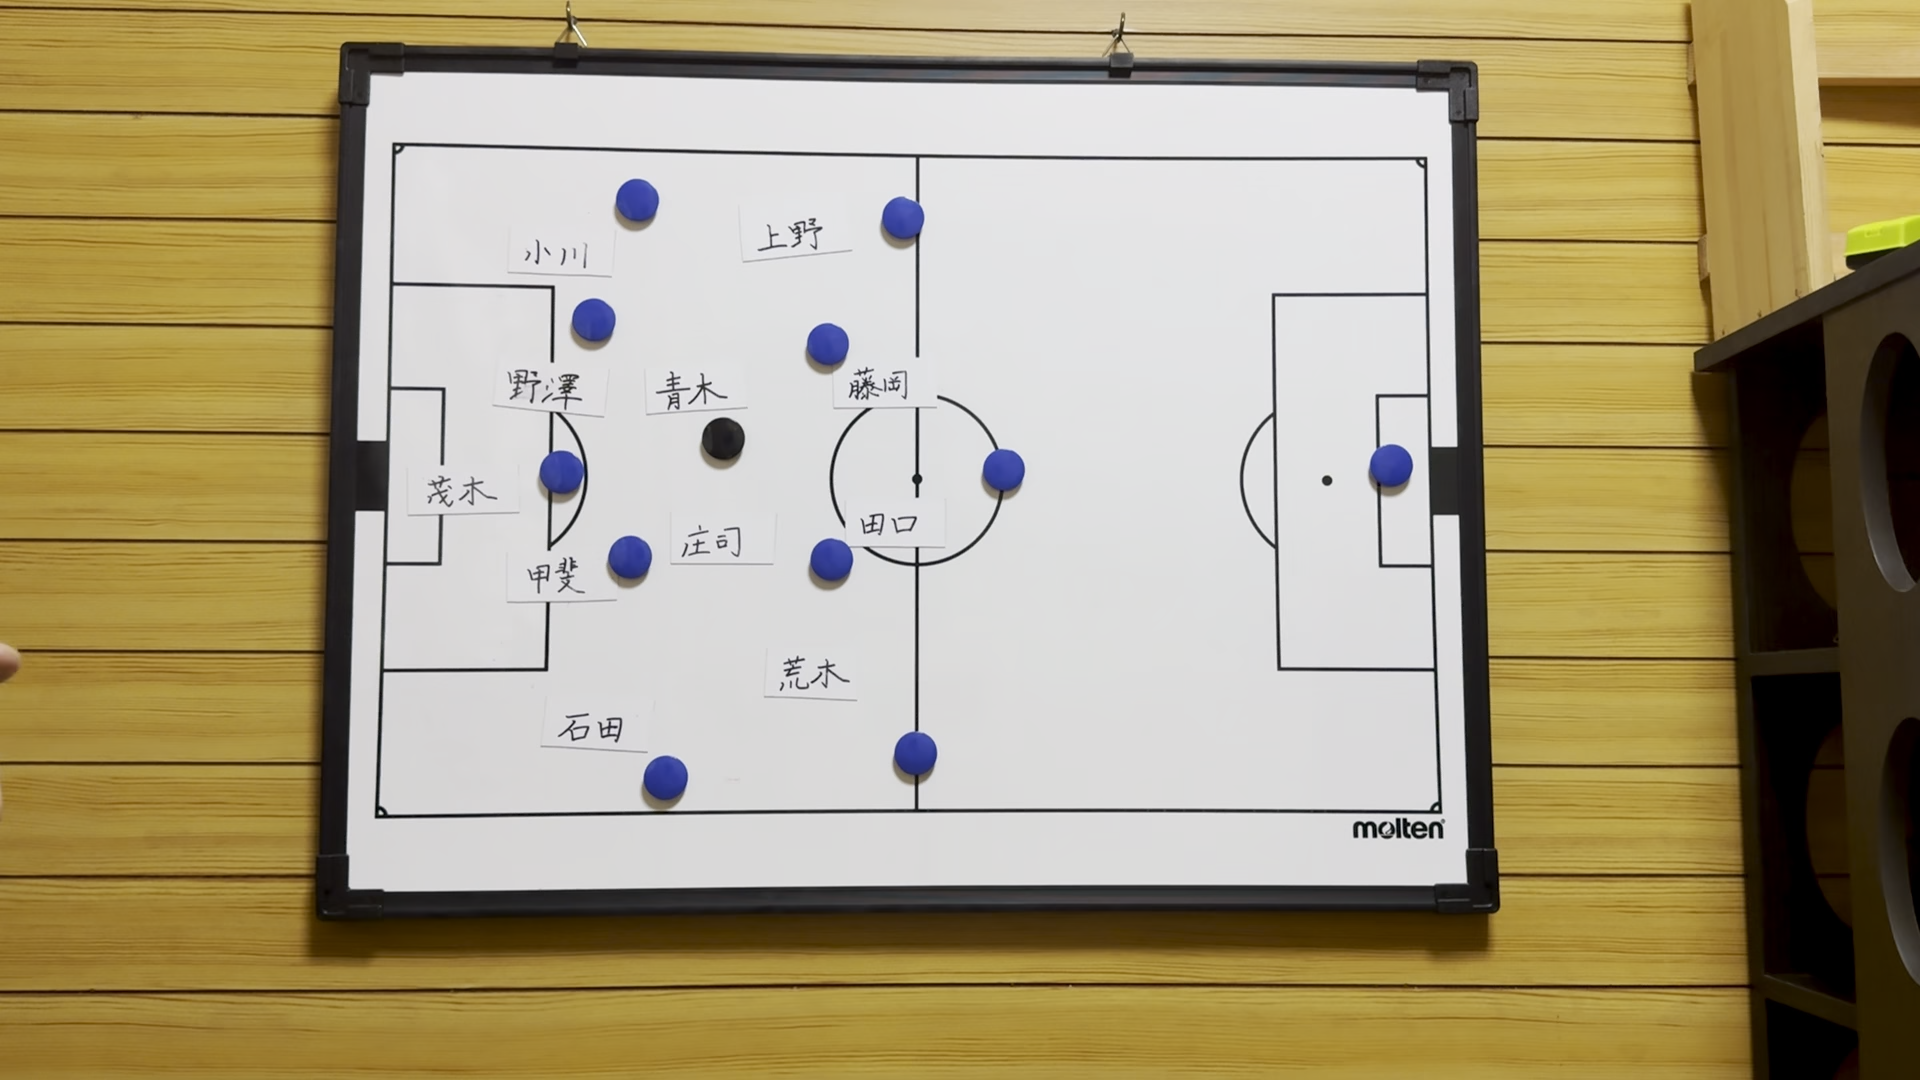 小川
上野
野澤
青木
藤岡
茂木
田口
庄司
甲斐
荒木
石田
molten